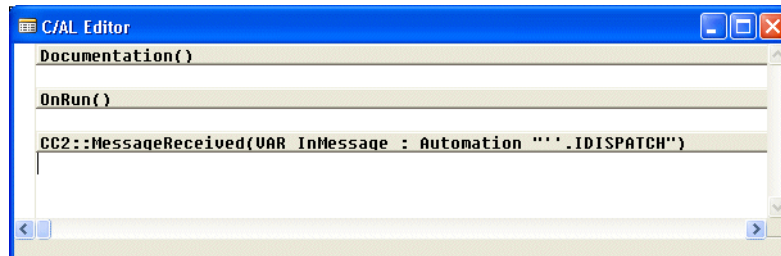 C/AL Editor
Documentation()
OnRun()
CC2::MessageReceived(VAR InMessage : Automation "''.IDISPATCH")